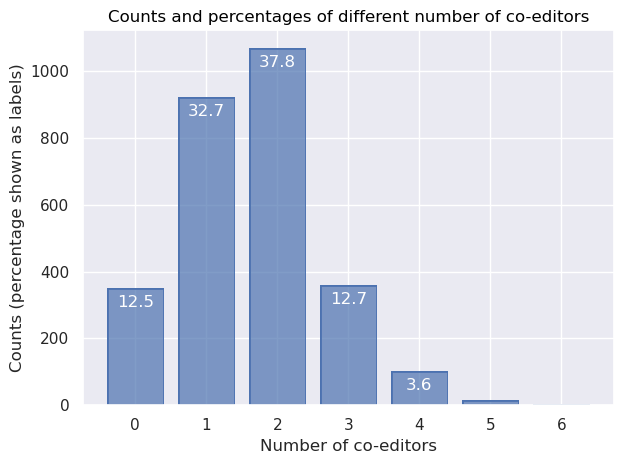 Counts and percentages of different number of co-editors
Counts (percentage shown as labels)
1000
800
600
400
200
0
12.5
32.7
37.8
12.7
3.6
0 1 2 3 4 5 6
Number of co-editors